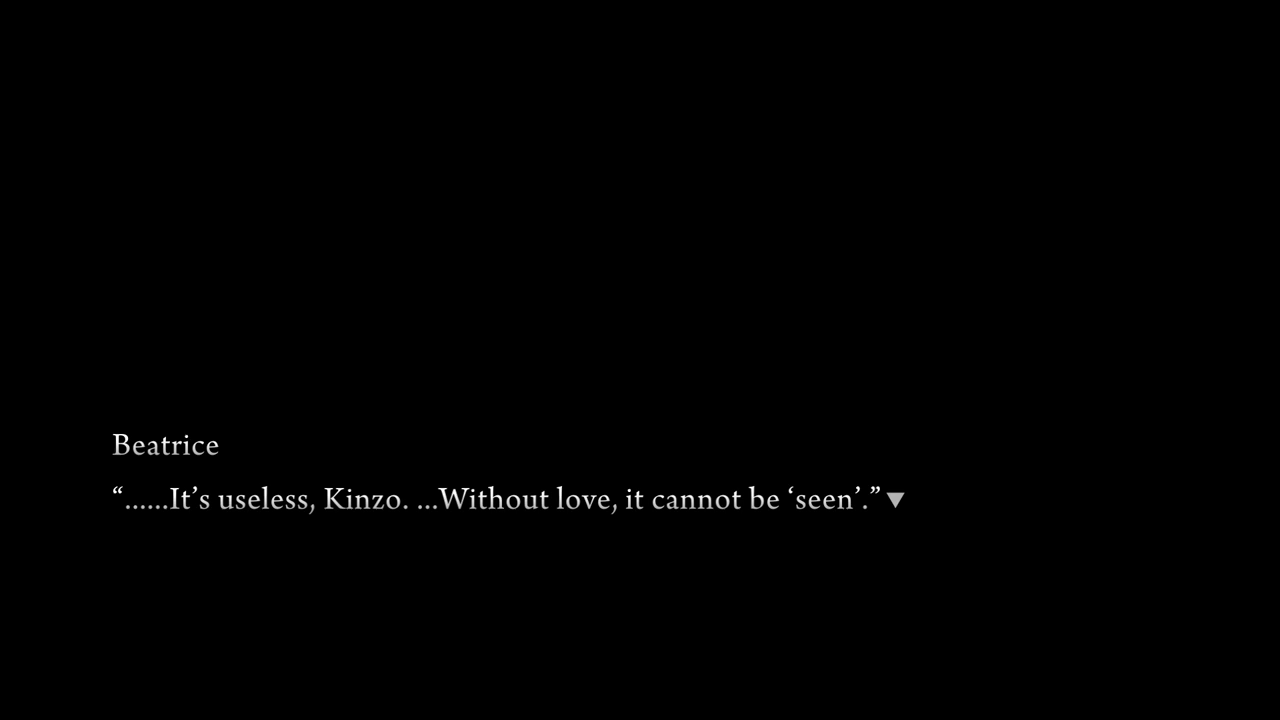 Beatrice
“......It’s useless, Kinzo. ...Without love, it cannot be ‘seen’.”▼